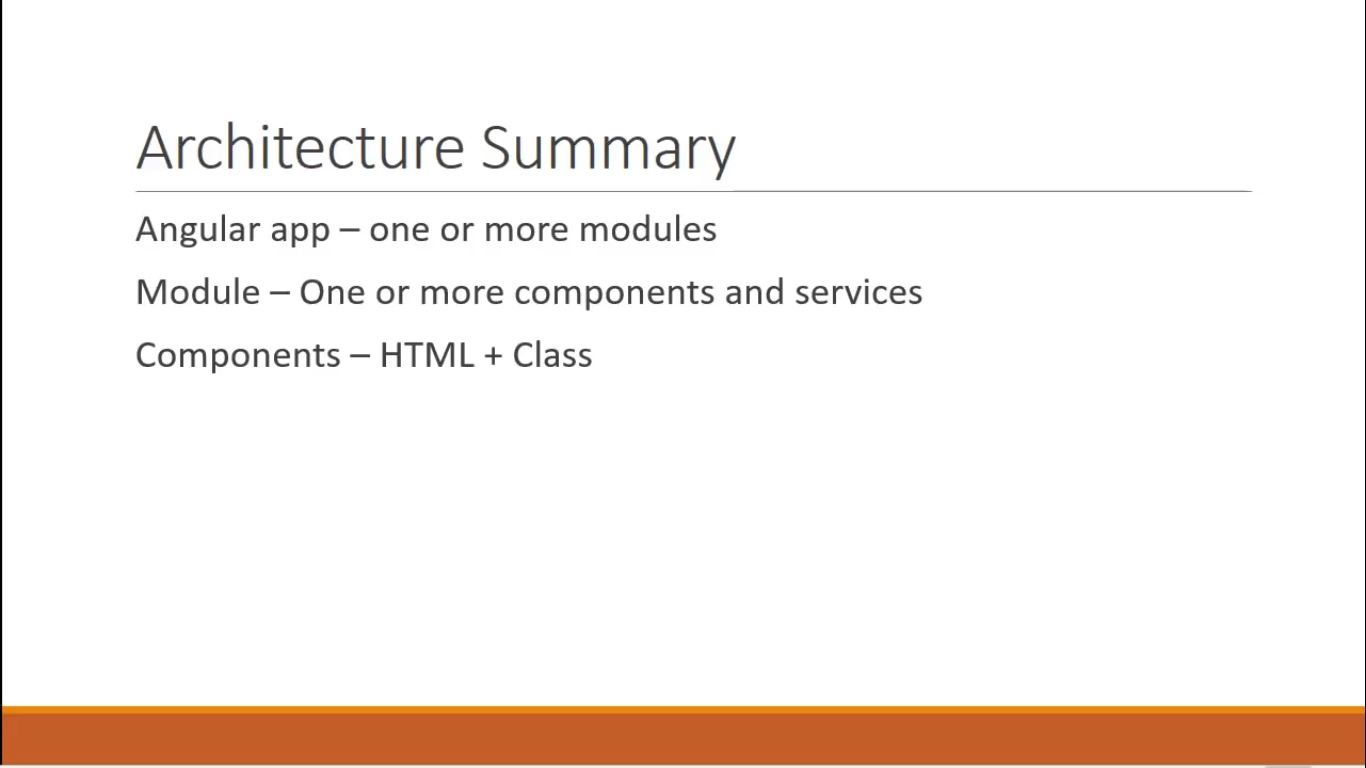 Architecture Summary
Angular app – one or more modules
Module – One or more components and services
Components – HTML + Class